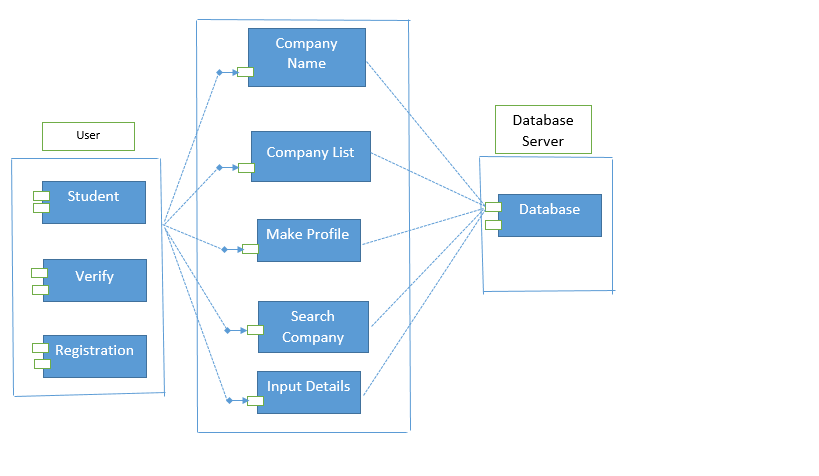 User
Student
Verify
Registration
Company
Name
Company List
Make Profile
Search
Company
Input Details
Database
Server
Database